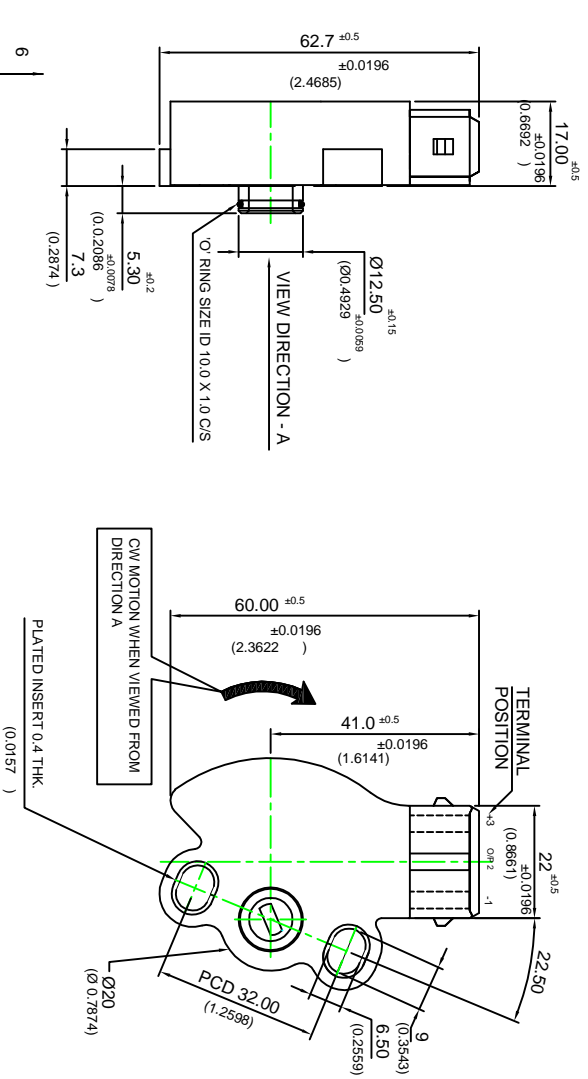 6
62.7 ±0.5
±0.0196
(2.4685)
17.00 ±0.5
±0.0196
(0.6692 )
Ø12.50 ±0.15
±0.0059
(Ø0.4929 )
VIEW DIRECTION - A
'O' RING SIZE ID 10.0 X 1.0 C/S
5.30 ±0.2
±0.0078
(0.0.2086 )
7.3
(0.2874 )
60.00 ±0.5
±0.0196
(2.3622 )
CW MOTION WHEN VIEWED FROM
DIRECTION A
PLATED INSERT 0.4 THK.
(0.0157 )
41.0 ±0.5
±0.0196
(1.6141)
TERMINAL
POSITION
+3
O/P 2
-1
22 ±0.5
±0.0196
(0.8661)
22.50
9
(0.3543)
6.50
(0.2559)
PCD 32.00
(1.2598)
Ø20
(Ø 0.7874)